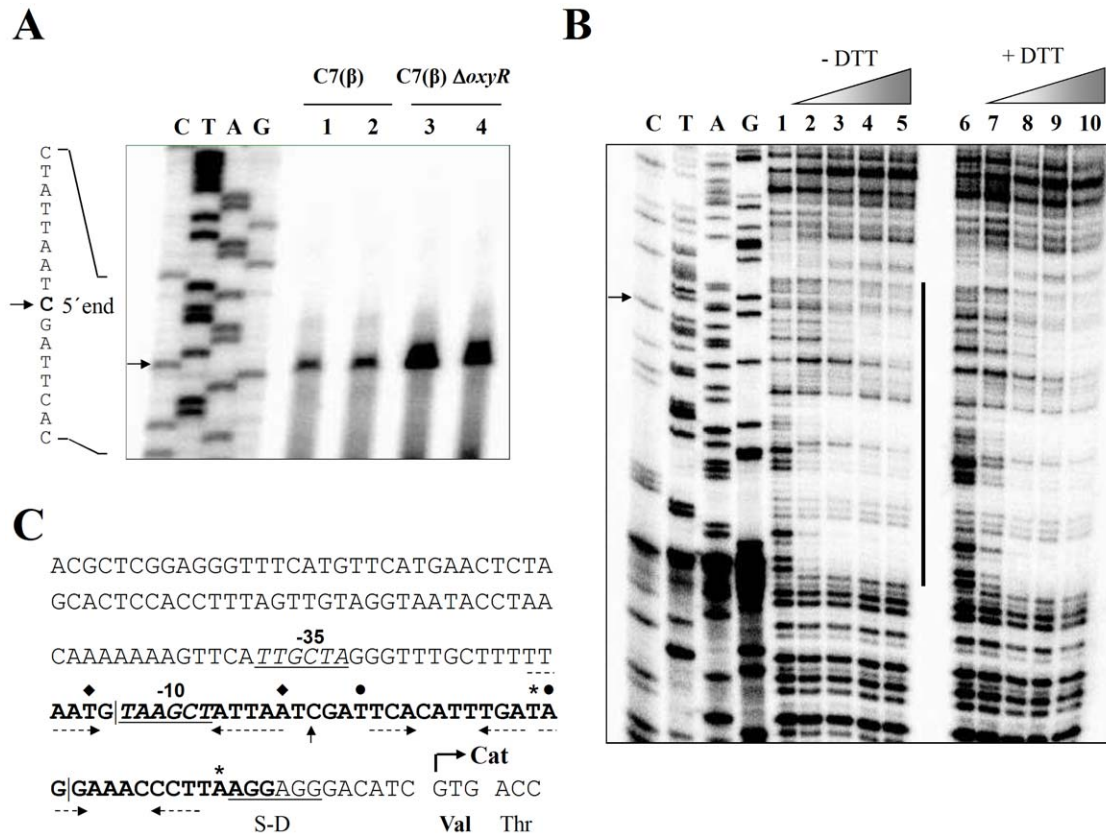 A
C7(β) C7(β) ΔoxyR
C T A G 1 2 3 4
C
T
A
T
T
A
A
T
C 5´end
G
A
T
T
C
A
C
B
- DTT + DTT
C T A G 1 2 3 4 5 6 7 8 9 10
C
ACGCTCGGAGGGTTTCATGTTCATGAACTCTA
GCACTCCACCTTTAGTTGTAGGTAATACCTAA
-35
CAAAAAAAGTTCATTGCTAGGGTTTGCTTTTTT
-10 *
AATG|TAAGCTATTAATCGATTCACATTTGATA
*
G|GAAACCCTTAAGGAGGGACATC GTG ACC
Cat
S-D Val Thr